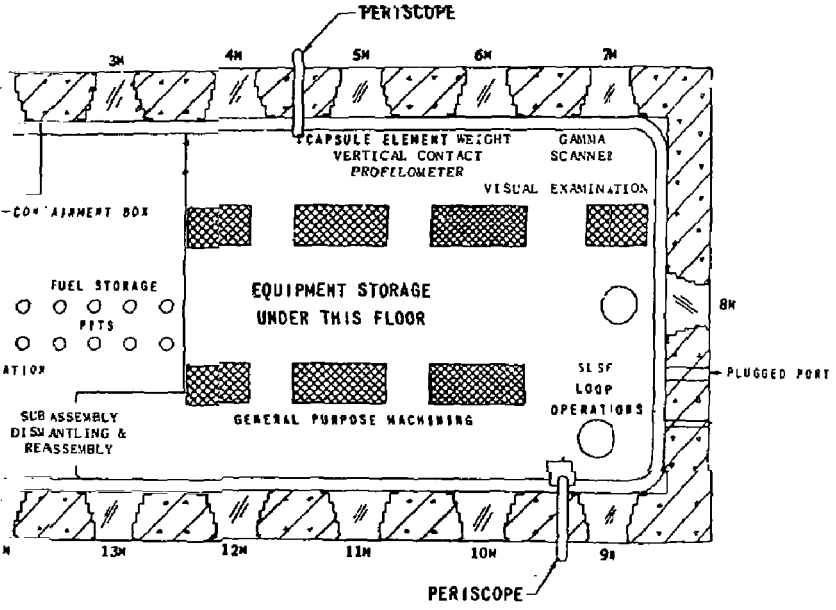 PERISCOPE
3M 4M 5M 6M 7M
CAPSULE ELEMENT WEIGHT
VERTICAL CONTACT
PROFILOMETER
GAMMA
SCANNER
VISUAL EXAMINATION
CONTAINMENT BOX
FUEL STORAGE
PITS
EQUIPMENT STORAGE
UNDER THIS FLOOR
8M
PLUGGED PORT
ATION
SLSF
LOOP
OPERATIONS
SUBASSEMBLY
DISMANTLING &
REASSEMBLY
GENERAL PURPOSE MACHINING
M 13M 12M 11M 10M 9M
PERISCOPE